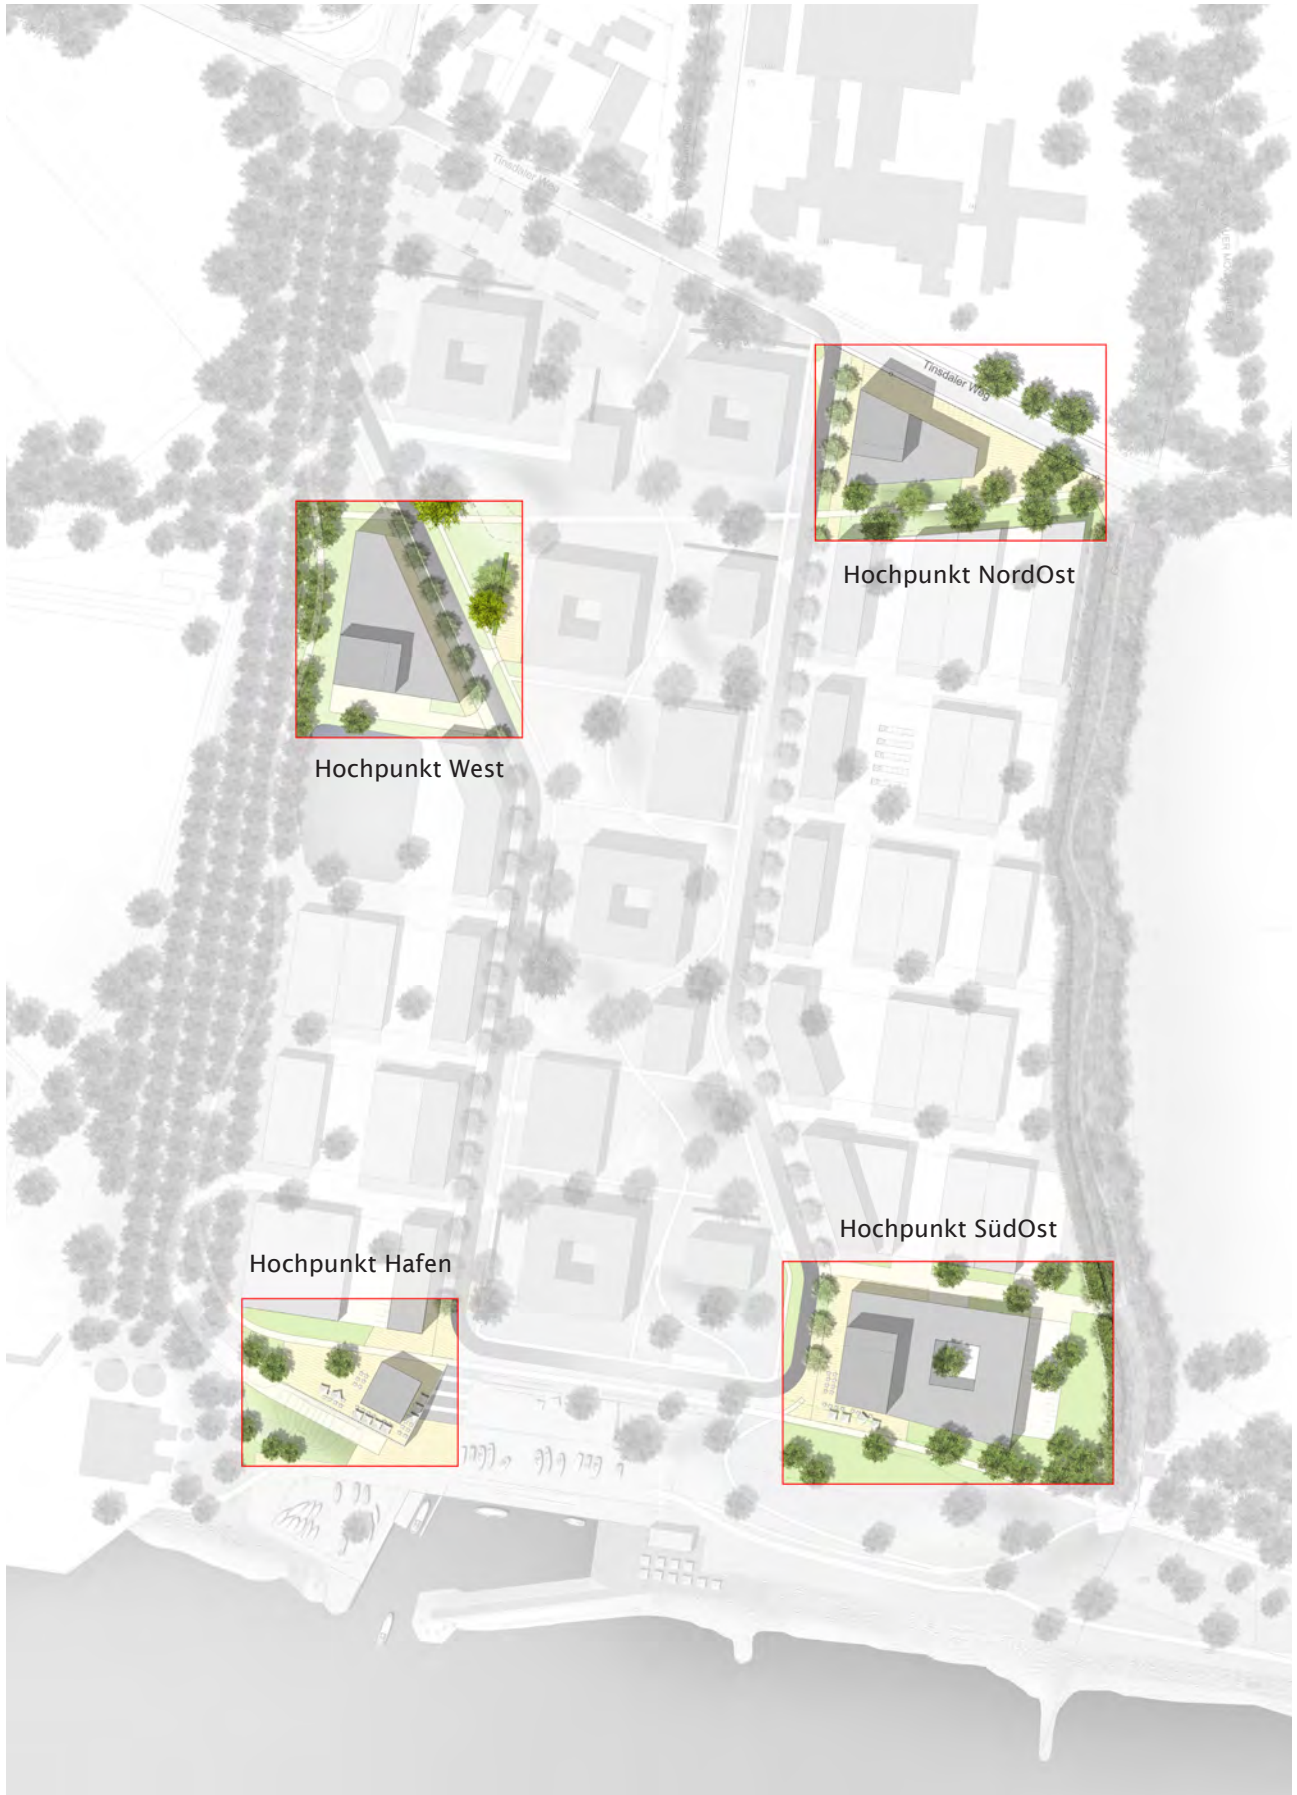 Tinsdaler Weg
Tinsdaler Weg
Hochpunkt NordOst
Hochpunkt West
Hochpunkt SüdOst
Hochpunkt Hafen